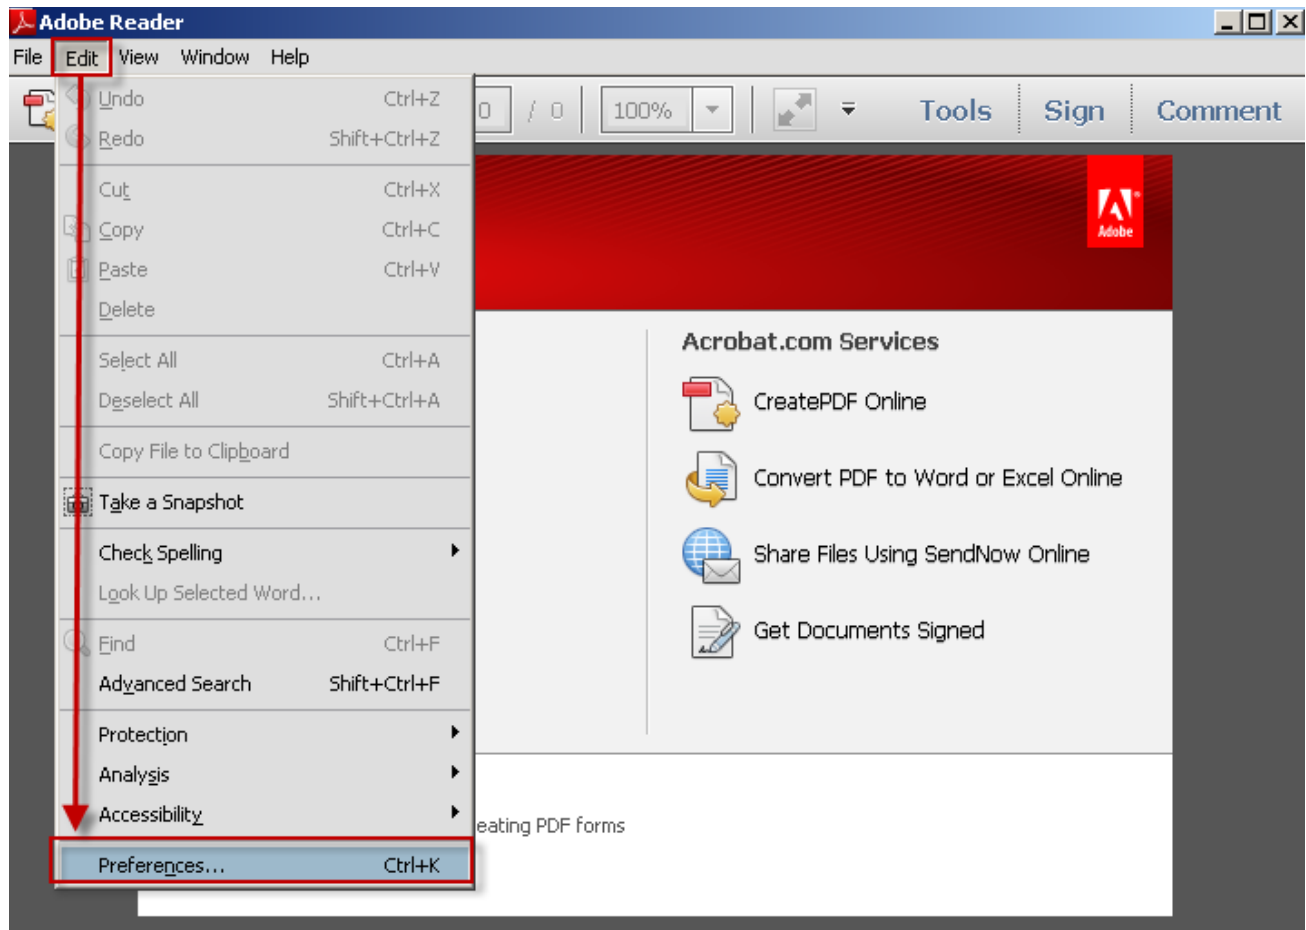 Adobe Reader
File Edit View Window Help
0 / 0 100% Tools Sign Comment
Undo Ctrl+Z
Redo Shift+Ctrl+Z
Cut Ctrl+X
Copy Ctrl+C
Paste Ctrl+V
Delete
Select All Ctrl+A
Deselect All Shift+Ctrl+A
Copy File to Clipboard
Take a Snapshot
Check Spelling
Look Up Selected Word...
Find Ctrl+F
Advanced Search Shift+Ctrl+F
Protection
Analysis
Accessibility
Preferences... Ctrl+K
Adobe
Acrobat.com Services
CreatePDF Online
Convert PDF to Word or Excel Online
Share Files Using SendNow Online
Get Documents Signed
eating PDF forms